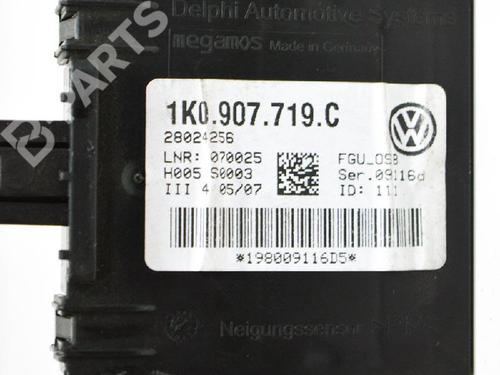 Delphi Automotive Systems
megamos Made in Germany
B PARTS
1K0.907.719.C
28024256
LNR: 070025 FGU_OSB
H005 S0003 Ser.09116d
III 4 05/07 ID: 111
*198009116D5*
Neigungssensor